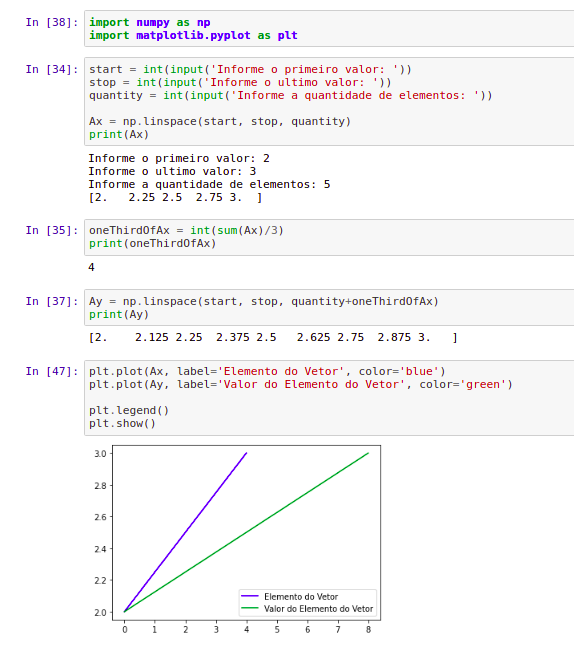 In [38]: import numpy as np
import matplotlib.pyplot as plt
In [34]: start = int(input('Informe o primeiro valor: '))
stop = int(input('Informe o ultimo valor: '))
quantity = int(input('Informe a quantidade de elementos: '))
Ax = np.linspace(start, stop, quantity)
print(Ax)
Informe o primeiro valor: 2
Informe o ultimo valor: 3
Informe a quantidade de elementos: 5
[2.   2.25 2.5  2.75 3.  ]
In [35]: oneThirdOfAx = int(sum(Ax)/3)
print(oneThirdOfAx)
4
In [37]: Ay = np.linspace(start, stop, quantity+oneThirdOfAx)
print(Ay)
[2.    2.125 2.25  2.375 2.5   2.625 2.75  2.875 3.   ]
In [47]: plt.plot(Ax, label='Elemento do Vetor', color='blue')
plt.plot(Ay, label='Valor do Elemento do Vetor', color='green')
plt.legend()
plt.show()
3.0
2.8
2.6
2.4
2.2
2.0
Elemento do Vetor
Valor do Elemento do Vetor
0 1 2 3 4 5 6 7 8